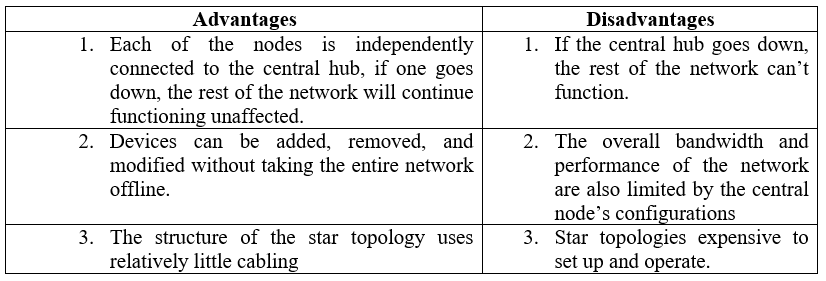 Advantages
Disadvantages
1. Each of the nodes is independently
connected to the central hub, if one goes
down, the rest of the network will continue
functioning unaffected.
1. If the central hub goes down,
the rest of the network can’t
function.
2. Devices can be added, removed, and
modified without taking the entire network
offline.
2. The overall bandwidth and
performance of the network
are also limited by the central
node’s configurations
3. The structure of the star topology uses
relatively little cabling
3. Star topologies expensive to
set up and operate.